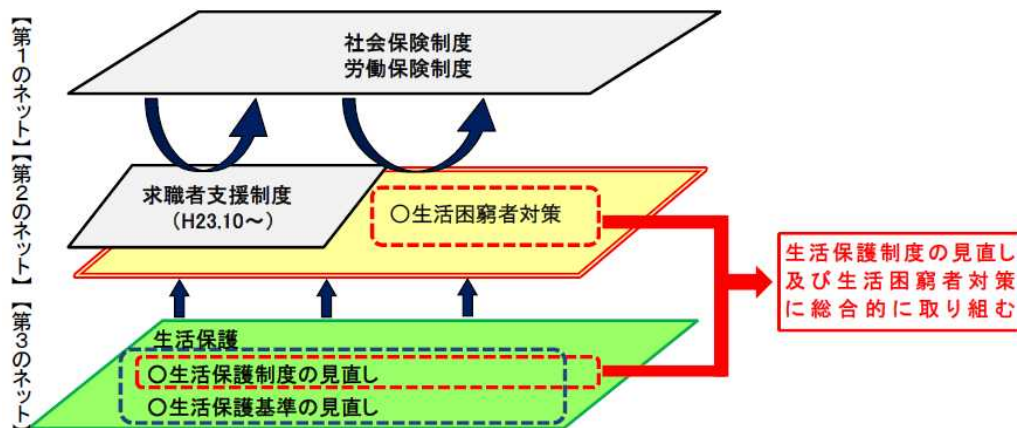 【第1のネット】
社会保険制度
労働保険制度
【第2のネット】
求職者支援制度
(H23.10～)
○生活困窮者対策
生活保護制度の見直し
及び生活困窮者対策
に総合的に取り組む
【第3のネット】
生活保護
○生活保護制度の見直し
○生活保護基準の見直し